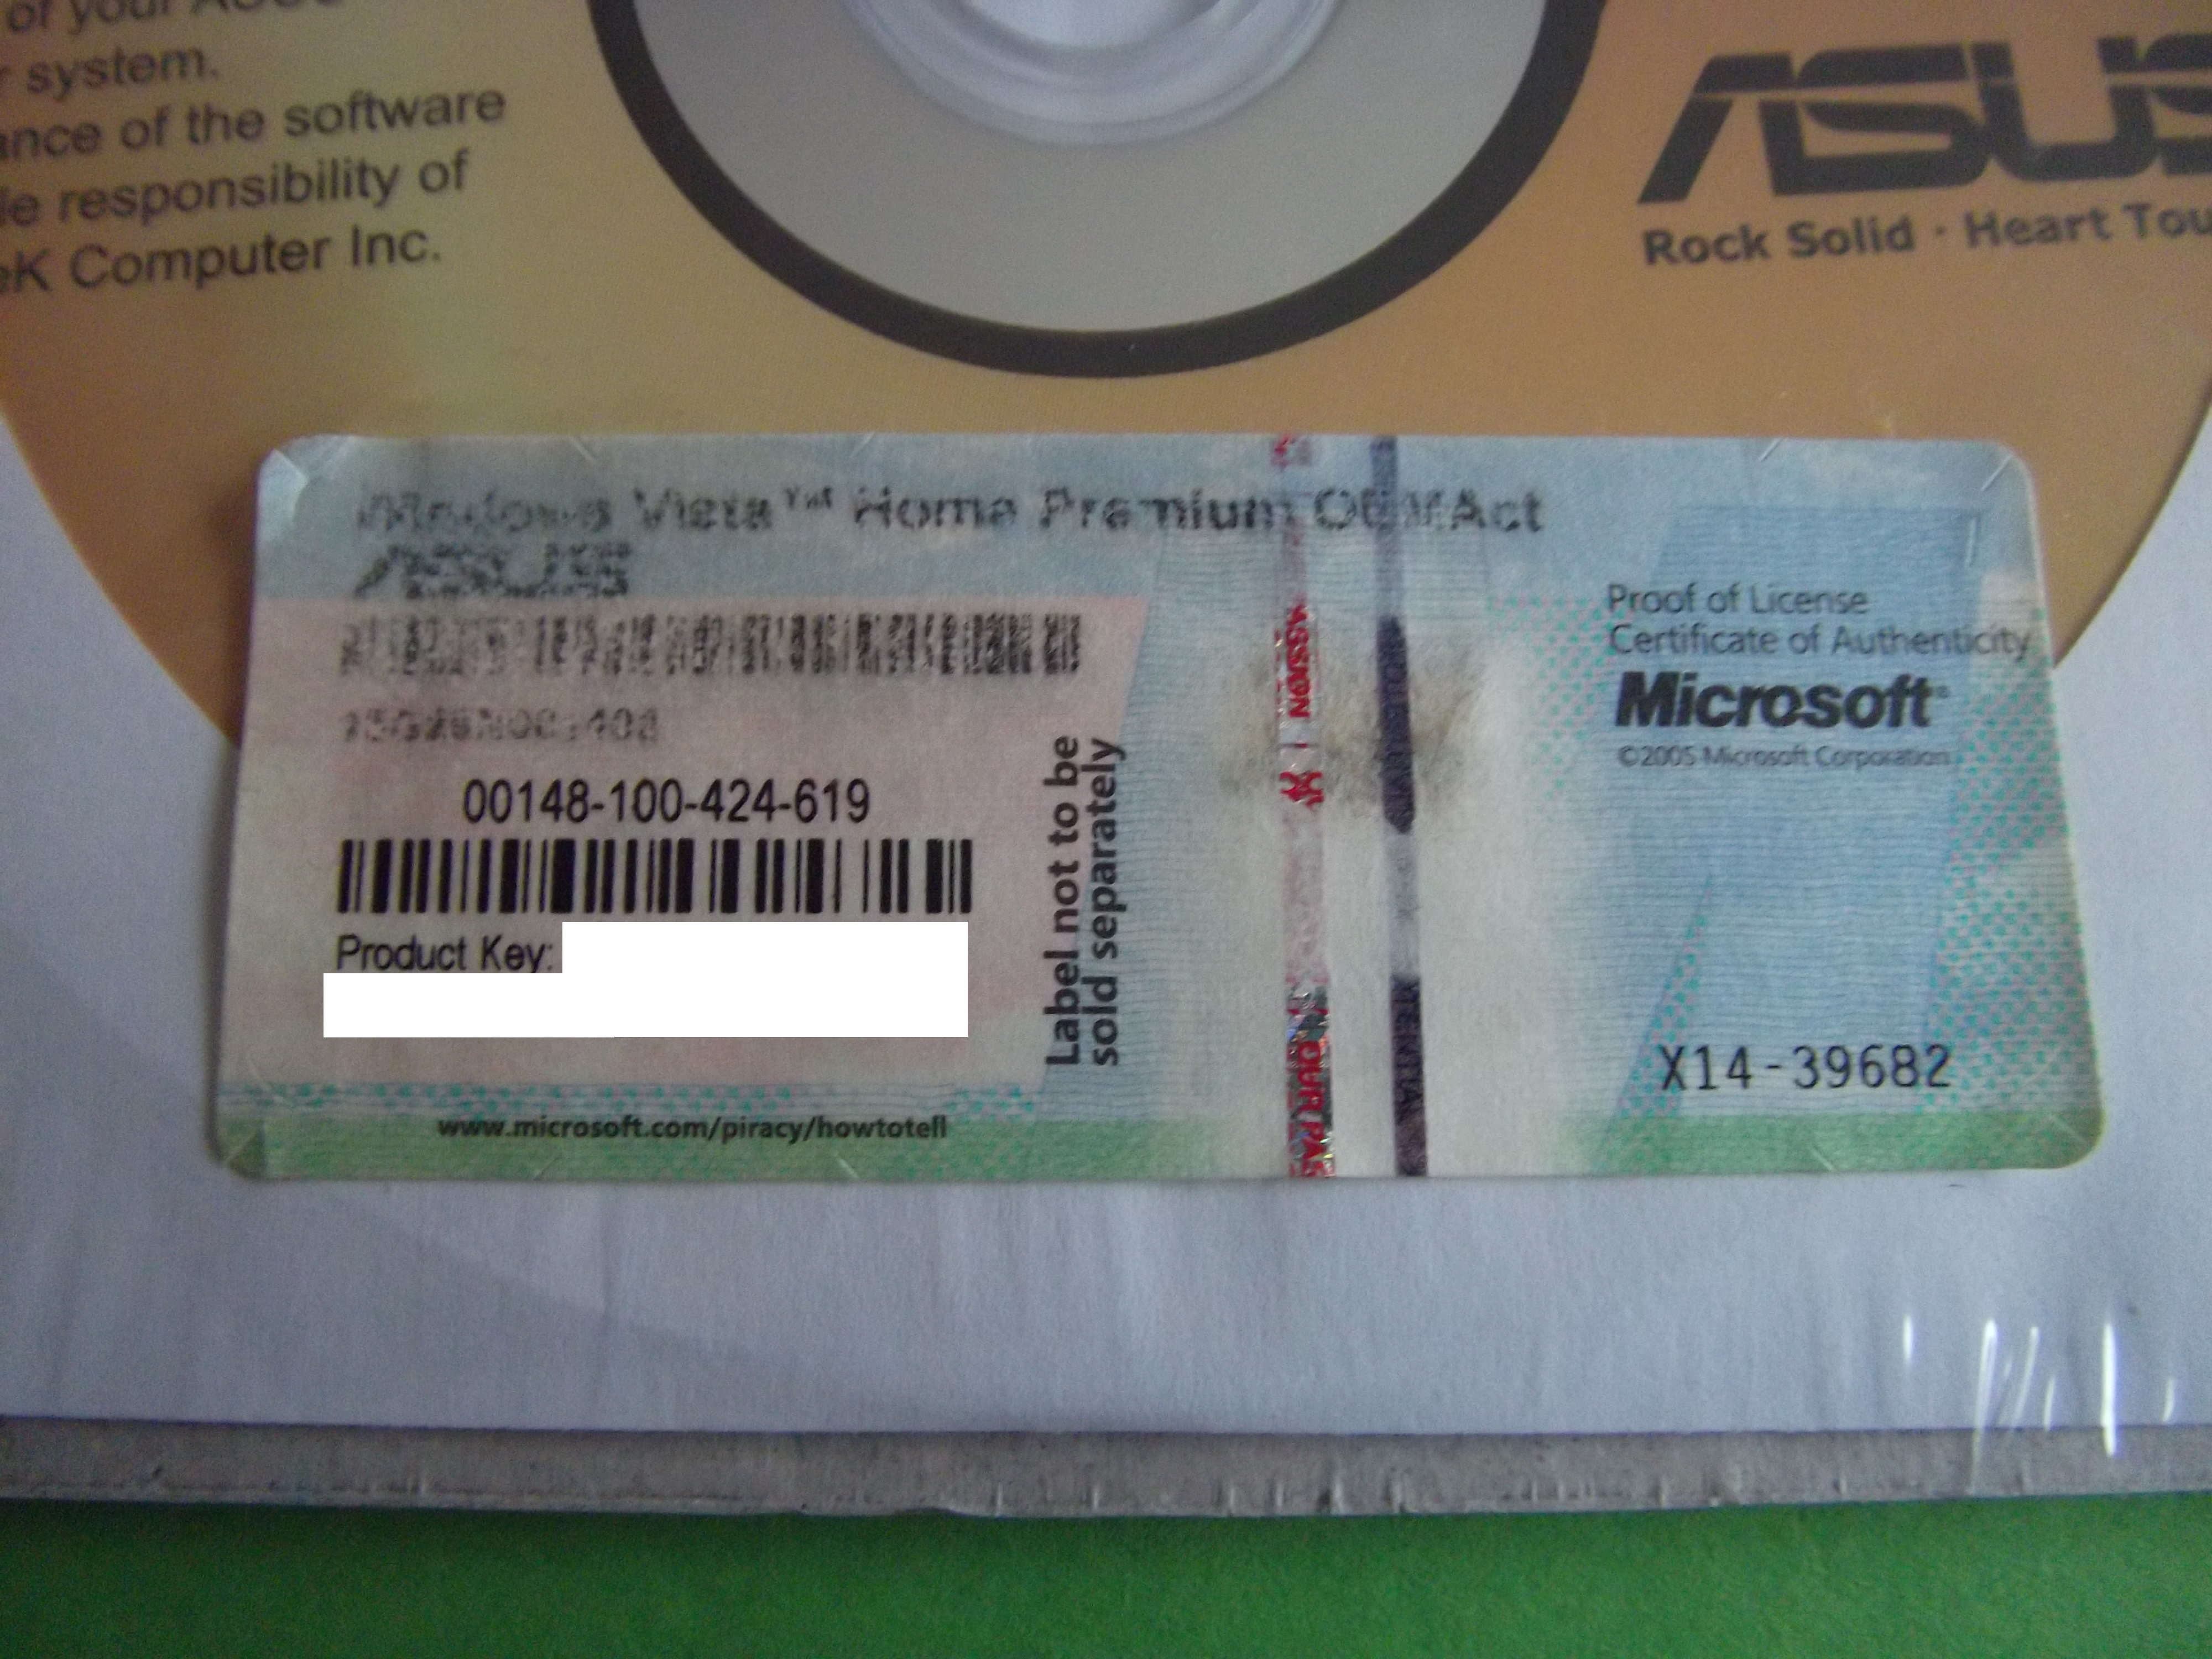 of your
system.
ance of the software
le responsibility of
eK Computer Inc.
ASUS
Rock Solid · Heart Tou
Windows Vista™ Home Premium OEMAct
ASUS
00148-100-424-619
Product Key:
Label not to be
sold separately
www.microsoft.com/piracy/howtotell
Proof of License
Certificate of Authenticity
Microsoft®
©2005 Microsoft Corporation
X14-39682